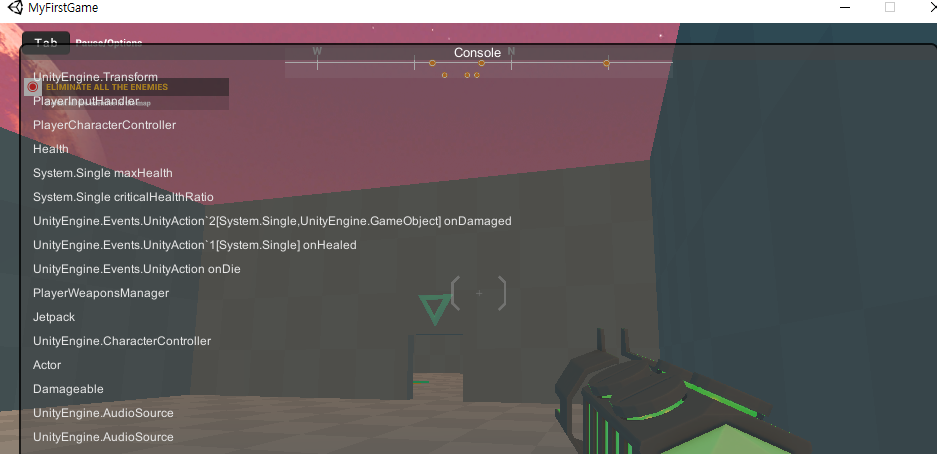 MyFirstGame
Tab Pause/Options
Console
W N
UnityEngine.Transform
ELIMINATE ALL THE ENEMIES
PlayerInputHandler
PlayerCharacterController
Health
System.Single maxHealth
System.Single criticalHealthRatio
UnityEngine.Events.UnityAction`2[System.Single,UnityEngine.GameObject] onDamaged
UnityEngine.Events.UnityAction`1[System.Single] onHealed
UnityEngine.Events.UnityAction onDie
PlayerWeaponsManager
Jetpack
UnityEngine.CharacterController
Actor
Damageable
UnityEngine.AudioSource
UnityEngine.AudioSource